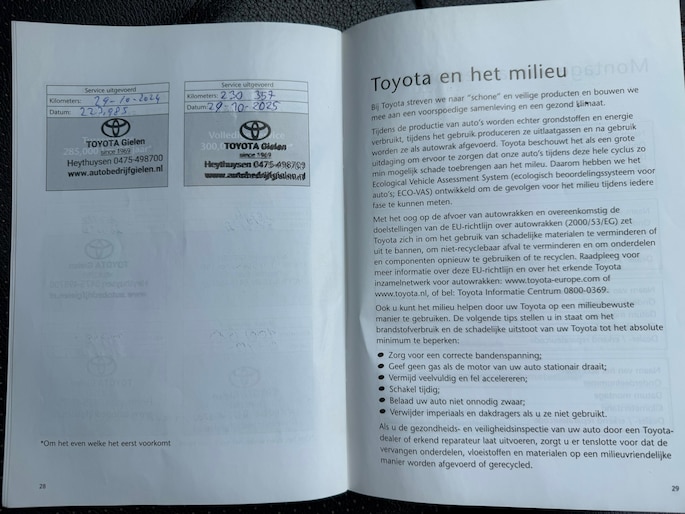 Service uitgevoerd
Kilometers: 29-10-2024
Datum: 223,985
285,000
TOYOTA Gielen
since 1969
Heythuysen 0475-498700
www.autobedrijfgielen.nl
Service uitgevoerd
Kilometers: 230.357
Datum: 29-10-2025
300,0
TOYOTA Gielen
since 1969
Heythuysen 0475-498700
www.autobedrijfgielen.nl
*Om het even welke het eerst voorkomt
28
Toyota en het milieu
Bij Toyota streven we naar "schone" en veilige producten en bouwen we
mee aan een voorspoedige samenleving en een gezond klimaat.
Tijdens de productie van auto's worden echter grondstoffen en energie
verbruikt, tijdens het gebruik produceren ze uitlaatgassen en na gebruik
worden ze als autowrak afgevoerd. Toyota beschouwt het als een grote
uitdaging om ervoor te zorgen dat onze auto's tijdens deze hele cyclus zo
min mogelijk schade toebrengen aan het mileu. Daarom hebben we het
Ecological Vehicle Assessment System (ecologisch beoordelingssysteem voor
auto's; ECO-VAS) ontwikkeld om de gevolgen voor het milieu tijdens iedere
fase te kunnen meten.
Met het oog op de afvoer van autowrakken en overeenkomstig de
doelstellingen van de EU-richtlijn over autowrakken (2000/53/EG) zet
Toyota zich in om het gebruik van schadelijke materialen te verminderen of
uit te bannen, om niet-recyclebaar afval te verminderen en om onderdelen
en componenten opnieuw te gebruiken of te recyclen. Raadpleeg voor
meer informatie over deze EU-richtlijn en over het erkende Toyota
inzamelnetwerk voor autowrakken: www.toyota-europe.com of
www.toyota.nl, of bel: Toyota Informatie Centrum 0800-0369.
Ook u kunt het milieu helpen door uw Toyota op een milieubewuste
manier te gebruiken. De volgende tips stellen u in staat om het
brandstofverbruik en de schadelijke uitstoot van uw Toyota tot het absolute
minimum te beperken:
● Zorg voor een correcte bandenspanning;
● Geef geen gas als de motor van uw auto stationair draait;
● Vermijd veelvuldig en fel accelereren;
● Schakel tijdig;
● Belaad uw auto niet onnodig zwaar;
● Verwijder imperiaals en dakdragers als u ze niet gebruikt.
Als u de gezondheids- en veiligheidsinspectie van uw auto door een Toyota-
dealer of erkend reparateur laat uitvoeren, zorgt u er tenslotte voor dat de
vervangen onderdelen, vloeistoffen en materialen op een milieuvriendelijke
manier worden afgevoerd of gerecycled.
29